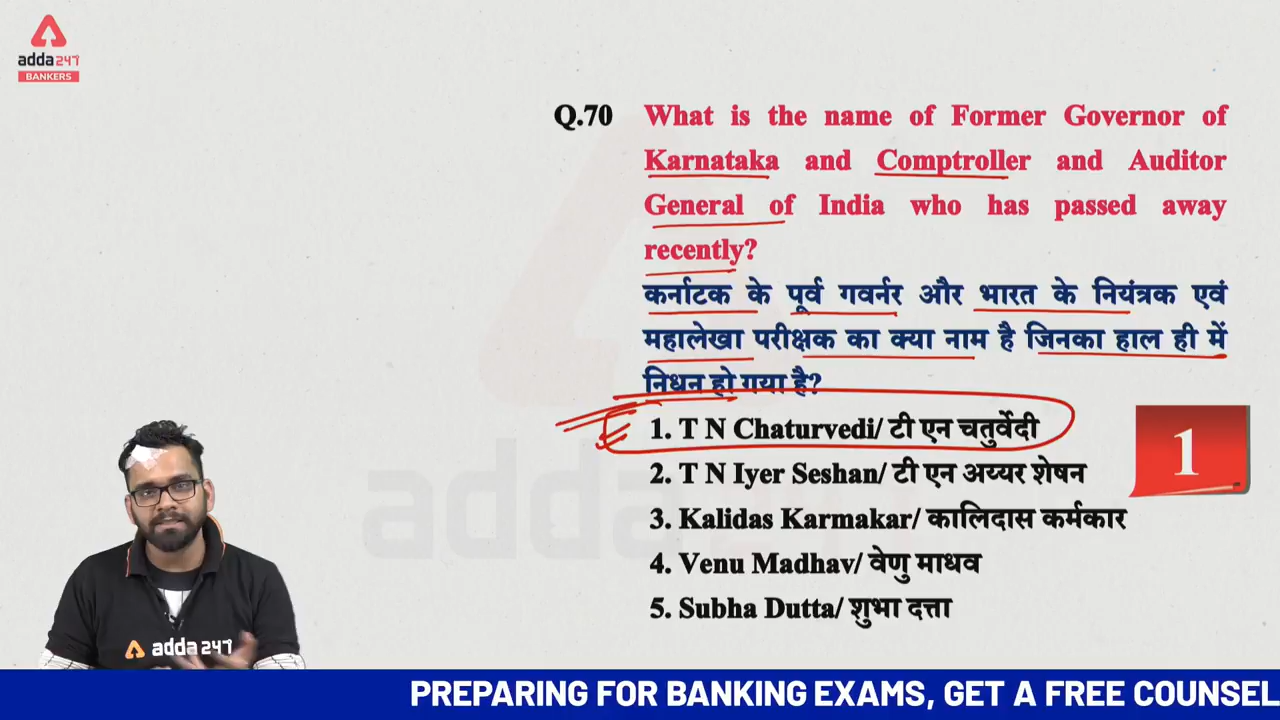 adda247
BANKERS
Q.70 What is the name of Former Governor of
Karnataka and Comptroller and Auditor
General of India who has passed away
recently?
कर्नाटक के पूर्व गवर्नर और भारत के नियंत्रक एवं
महालेखा परीक्षक का क्या नाम है जिनका हाल ही में
निधन हो गया है?
1. T N Chaturvedi/ टी एन चतुर्वेदी
2. T N Iyer Seshan/ टी एन अय्यर शेषन
3. Kalidas Karmakar/ कालिदास कर्मकार
4. Venu Madhav/ वेणु माधव
5. Subha Dutta/ शुभा दत्ता
1
adda247
adda247
PREPARING FOR BANKING EXAMS, GET A FREE COUNSEL